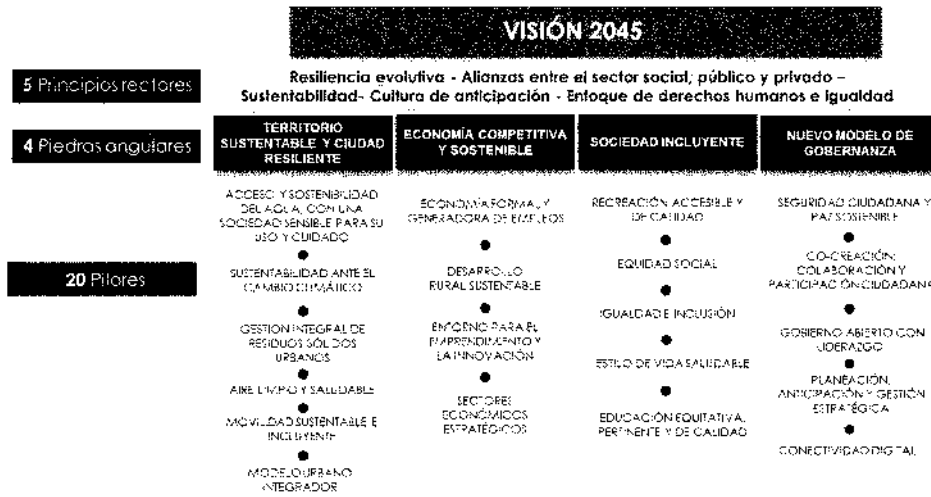 VISIÓN 2045
5 Principios rectores
Resiliencia evolutiva - Alianzas entre el sector social, público y privado –
Sustentabilidad- Cultura de anticipación - Enfoque de derechos humanos e igualdad
4 Piedras angulares
TERRITORIO
SUSTENTABLE Y CIUDAD
RESILIENTE
ECONOMÍA COMPETITIVA
Y SOSTENIBLE
SOCIEDAD INCLUYENTE
NUEVO MODELO DE
GOBERNANZA
20 Pilares
ACCESO Y SOSTENIBILIDAD
DEL AGUA, CON UNA
SOCIEDAD SENSIBLE PARA SU
USO Y CUIDADO
SUSTENTABILIDAD ANTE EL
CAMBIO CLIMÁTICO
GESTIÓN INTEGRAL DE
RESIDUOS SÓLIDOS
URBANOS
AIRE LIMPIO Y SALUDABLE
MOVILIDAD SUSTENTABLE E
INCLUYENTE
MODELO URBANO
INTEGRADOR
ECONOMÍA FORMAL Y
GENERADORA DE EMPLEOS
DESARROLLO
RURAL SUSTENTABLE
ENTORNO PARA EL
EMPRENDIMIENTO Y
LA INNOVACIÓN
SECTORES
ECONÓMICOS
ESTRATÉGICOS
RECREACIÓN ACCESIBLE Y
DE CALIDAD
EQUIDAD SOCIAL
IGUALDAD E INCLUSIÓN
ESTILO DE VIDA SALUDABLE
EDUCACIÓN EQUITATIVA,
PERTINENTE Y DE CALIDAD
SEGURIDAD CIUDADANA Y
PAZ SOSTENIBLE
CO-CREACIÓN:
COLABORACIÓN Y
PARTICIPACIÓN CIUDADANA
GOBIERNO ABIERTO CON
LIDERAZGO
PLANEACIÓN,
ANTICIPACIÓN Y GESTIÓN
ESTRATÉGICA
CONECTIVIDAD DIGITAL